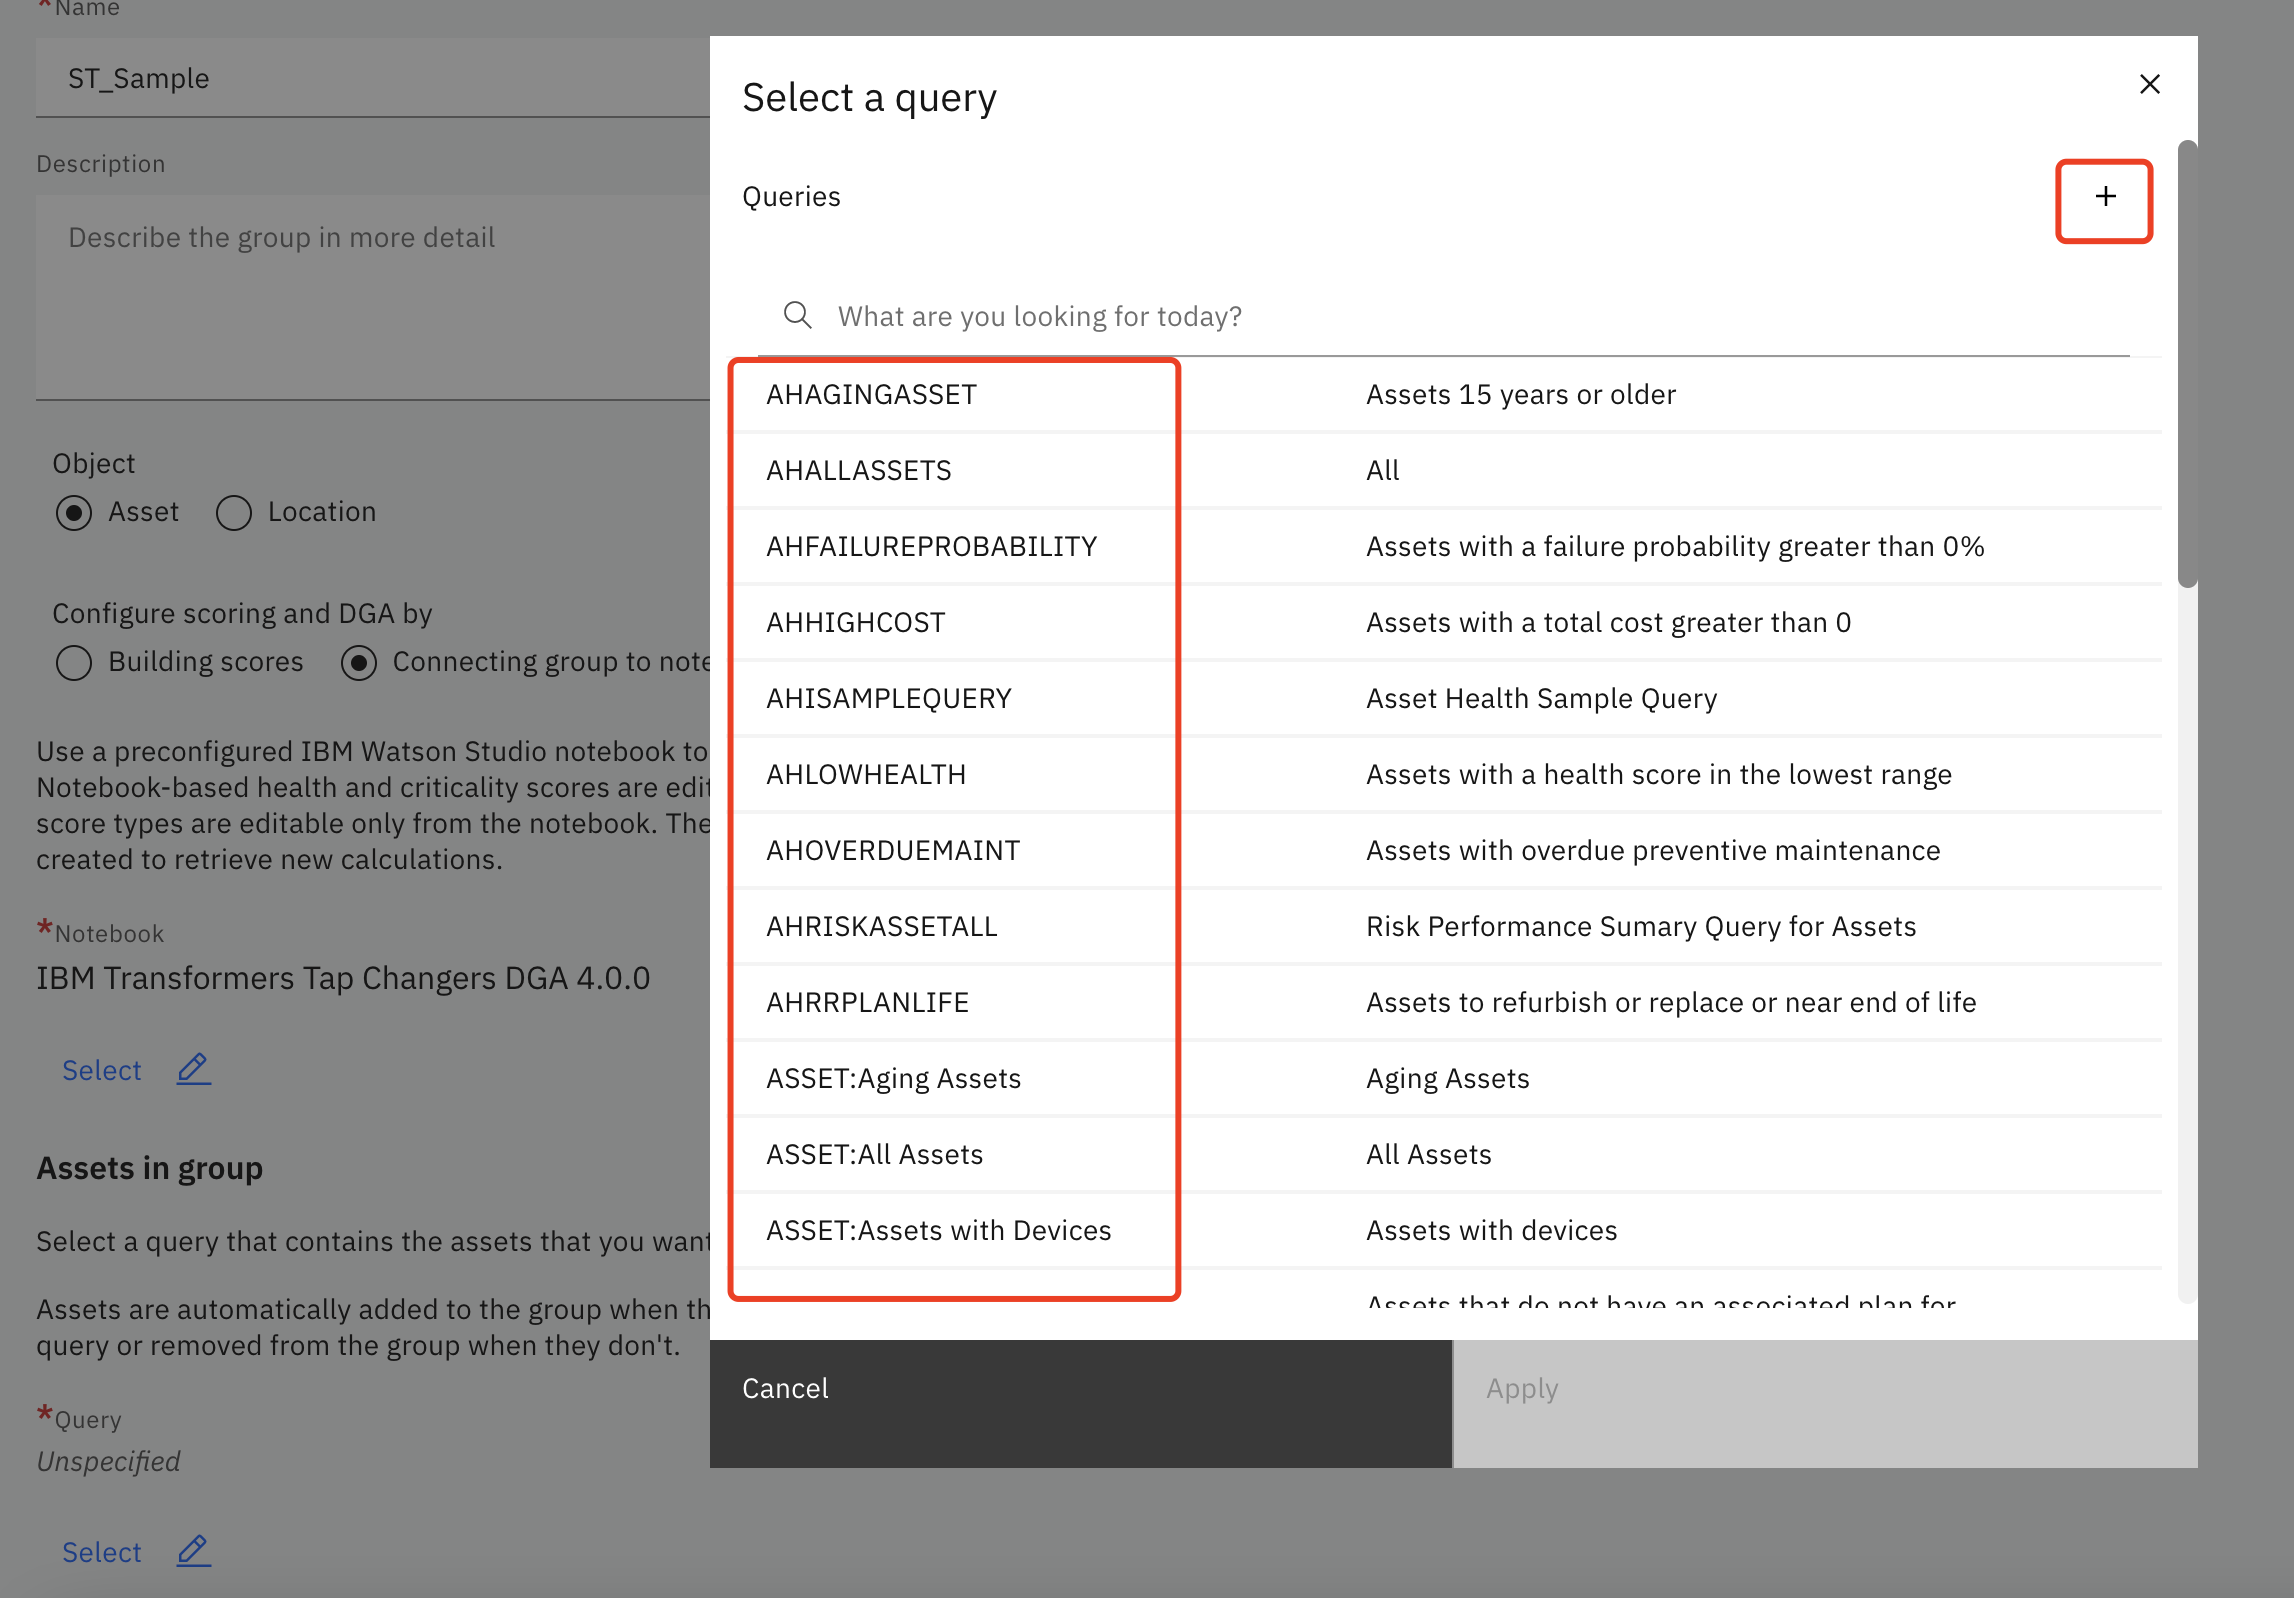 *Name
ST_Sample
Description
Describe the group in more detail
Object
Asset
Location
Configure scoring and DGA by
Building scores
Connecting group to note
Use a preconfigured IBM Watson Studio notebook to
Notebook-based health and criticality scores are edit
score types are editable only from the notebook. The
created to retrieve new calculations.
*Notebook
IBM Transformers Tap Changers DGA 4.0.0
Select
Assets in group
Select a query that contains the assets that you want
Assets are automatically added to the group when th
query or removed from the group when they don't.
*Query
Unspecified
Select
Select a query
Queries
What are you looking for today?
AHAGINGASSET Assets 15 years or older
AHALLASSETS All
AHFAILUREPROBABILITY Assets with a failure probability greater than 0%
AHHIGHCOST Assets with a total cost greater than 0
AHISAMPLEQUERY Asset Health Sample Query
AHLOWHEALTH Assets with a health score in the lowest range
AHOVERDUEMAINT Assets with overdue preventive maintenance
AHRISKASSETALL Risk Performance Sumary Query for Assets
AHRRPLANLIFE Assets to refurbish or replace or near end of life
ASSET:Aging Assets Aging Assets
ASSET:All Assets All Assets
ASSET:Assets with Devices Assets with devices
Assets that do not have an associated plan for
Cancel
Apply